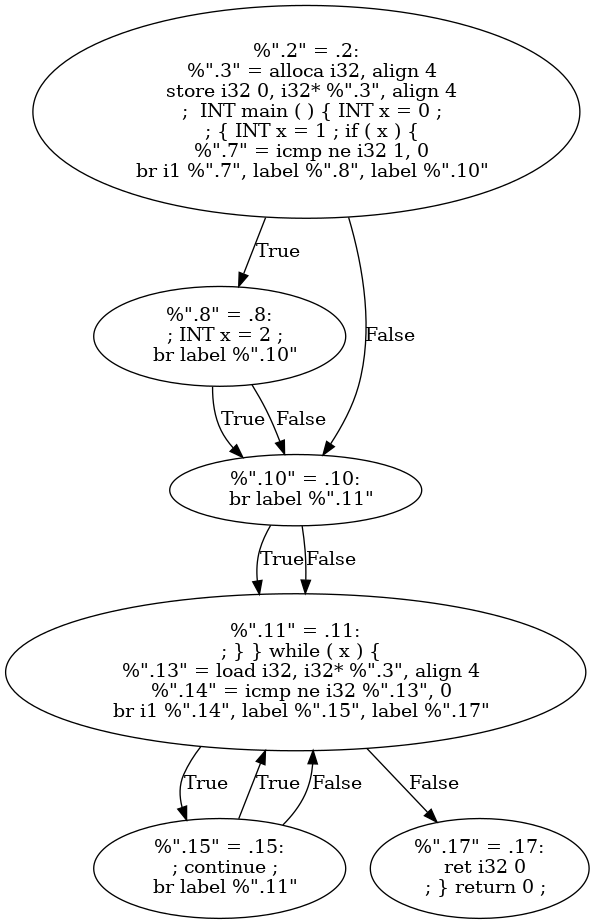 %".2" = .2:
%".3" = alloca i32, align 4
store i32 0, i32* %".3", align 4
; INT main ( ) { INT x = 0 ;
; { INT x = 1 ; if ( x ) {
%".7" = icmp ne i32 1, 0
br i1 %".7", label %".8", label %".10"
True
False
%".8" = .8:
; INT x = 2 ;
br label %".10"
True
False
%".10" = .10:
br label %".11"
True
False
%".11" = .11:
; } } while ( x ) {
%".13" = load i32, i32* %".3", align 4
%".14" = icmp ne i32 %".13", 0
br i1 %".14", label %".15", label %".17"
True
True
False
False
%".15" = .15:
; continue ;
br label %".11"
%".17" = .17:
ret i32 0
; } return 0 ;